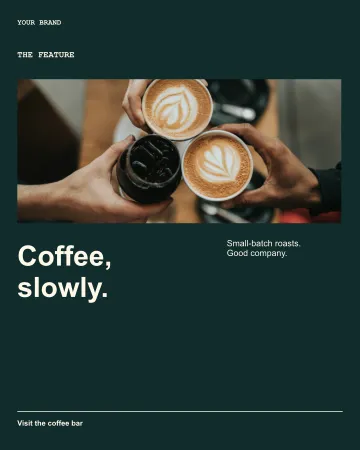 YOUR BRAND
THE FEATURE
Coffee,
slowly.
Small-batch roasts.
Good company.
Visit the coffee bar